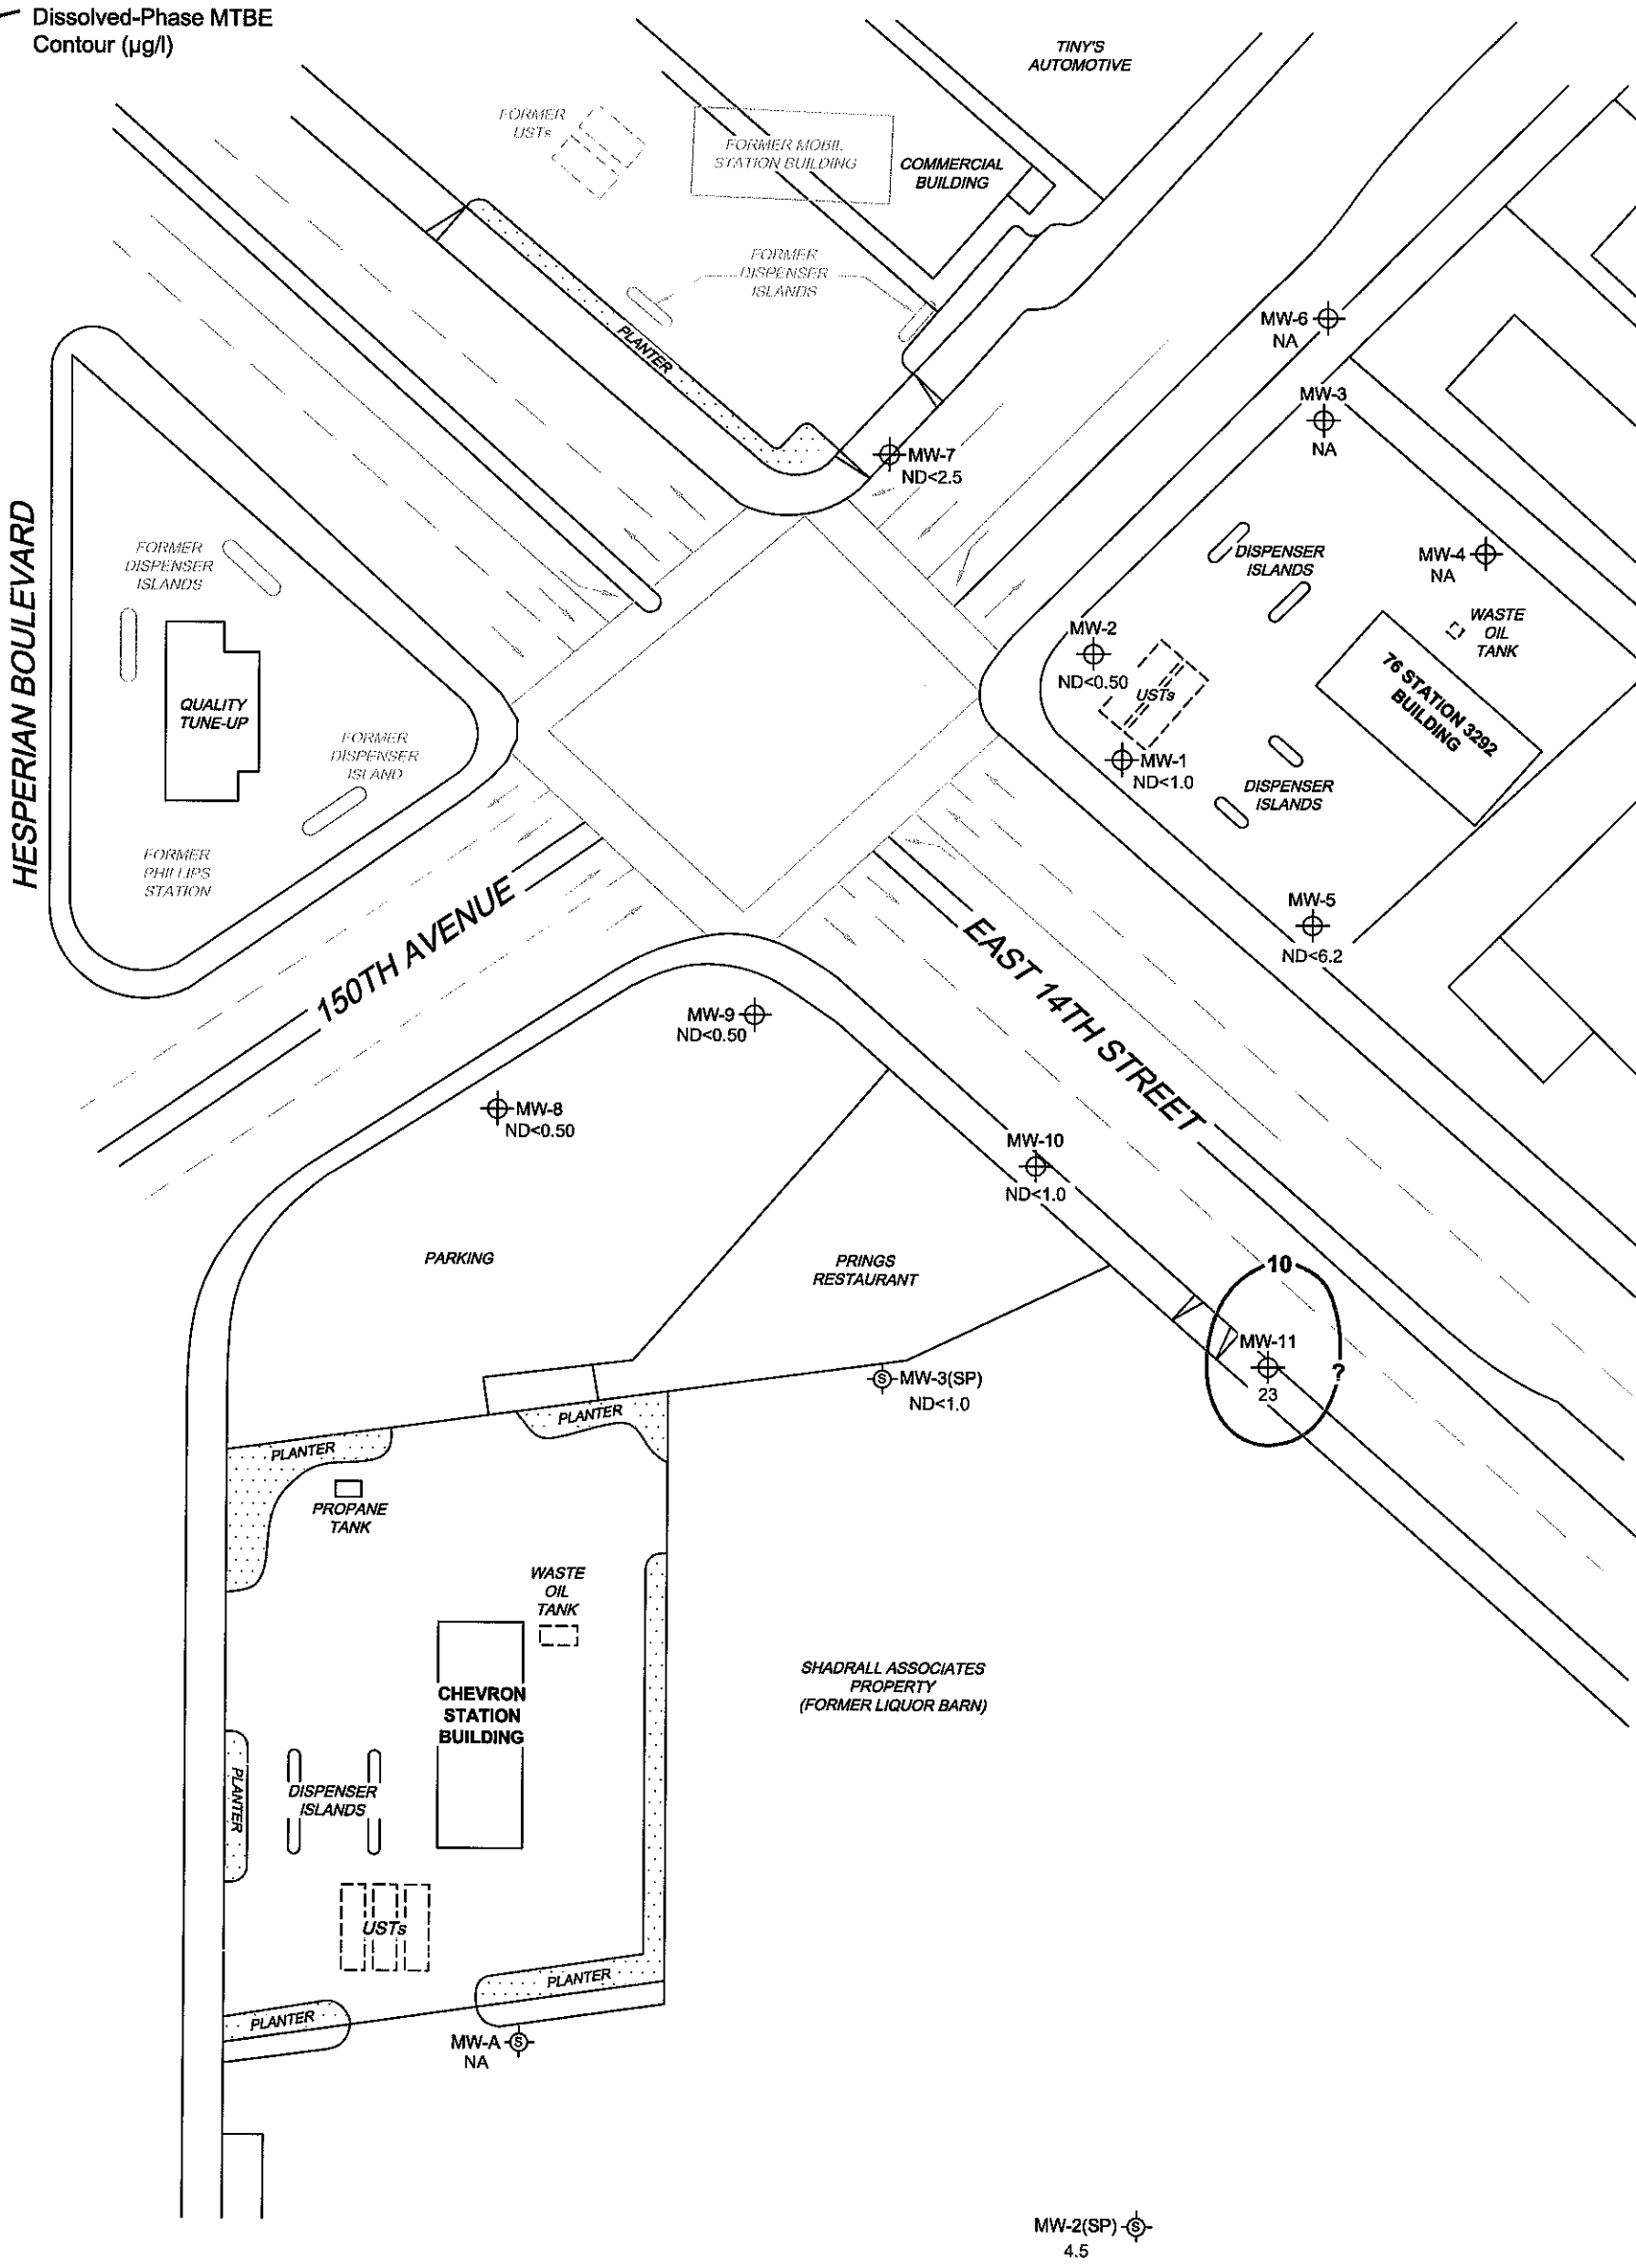 Dissolved-Phase MTBE
Contour (µg/l)
TINY'S
AUTOMOTIVE
FORMER
USTs
FORMER MOBIL
STATION BUILDING
COMMERCIAL
BUILDING
FORMER
DISPENSER
ISLANDS
PLANTER
MW-6
NA
MW-3
NA
MW-7
ND<2.5
HESPERIAN BOULEVARD
FORMER
DISPENSER
ISLANDS
DISPENSER
ISLANDS
MW-4
NA
WASTE
OIL
TANK
MW-2
ND<0.50
USTs
76 STATION 3292
BUILDING
QUALITY
TUNE-UP
FORMER
DISPENSER
ISLAND
MW-1
ND<1.0
DISPENSER
ISLANDS
FORMER
PHILLIPS
STATION
150TH AVENUE
EAST 14TH STREET
MW-5
ND<6.2
MW-9
ND<0.50
MW-8
ND<0.50
MW-10
ND<1.0
PARKING
PRINGS
RESTAURANT
10
MW-11
?
23
MW-3(SP)
ND<1.0
PLANTER
PLANTER
PROPANE
TANK
WASTE
OIL
TANK
SHADRALL ASSOCIATES
PROPERTY
(FORMER LIQUOR BARN)
CHEVRON
STATION
BUILDING
PLANTER
DISPENSER
ISLANDS
USTs
PLANTER
PLANTER
MW-A
NA
MW-2(SP)
4.5